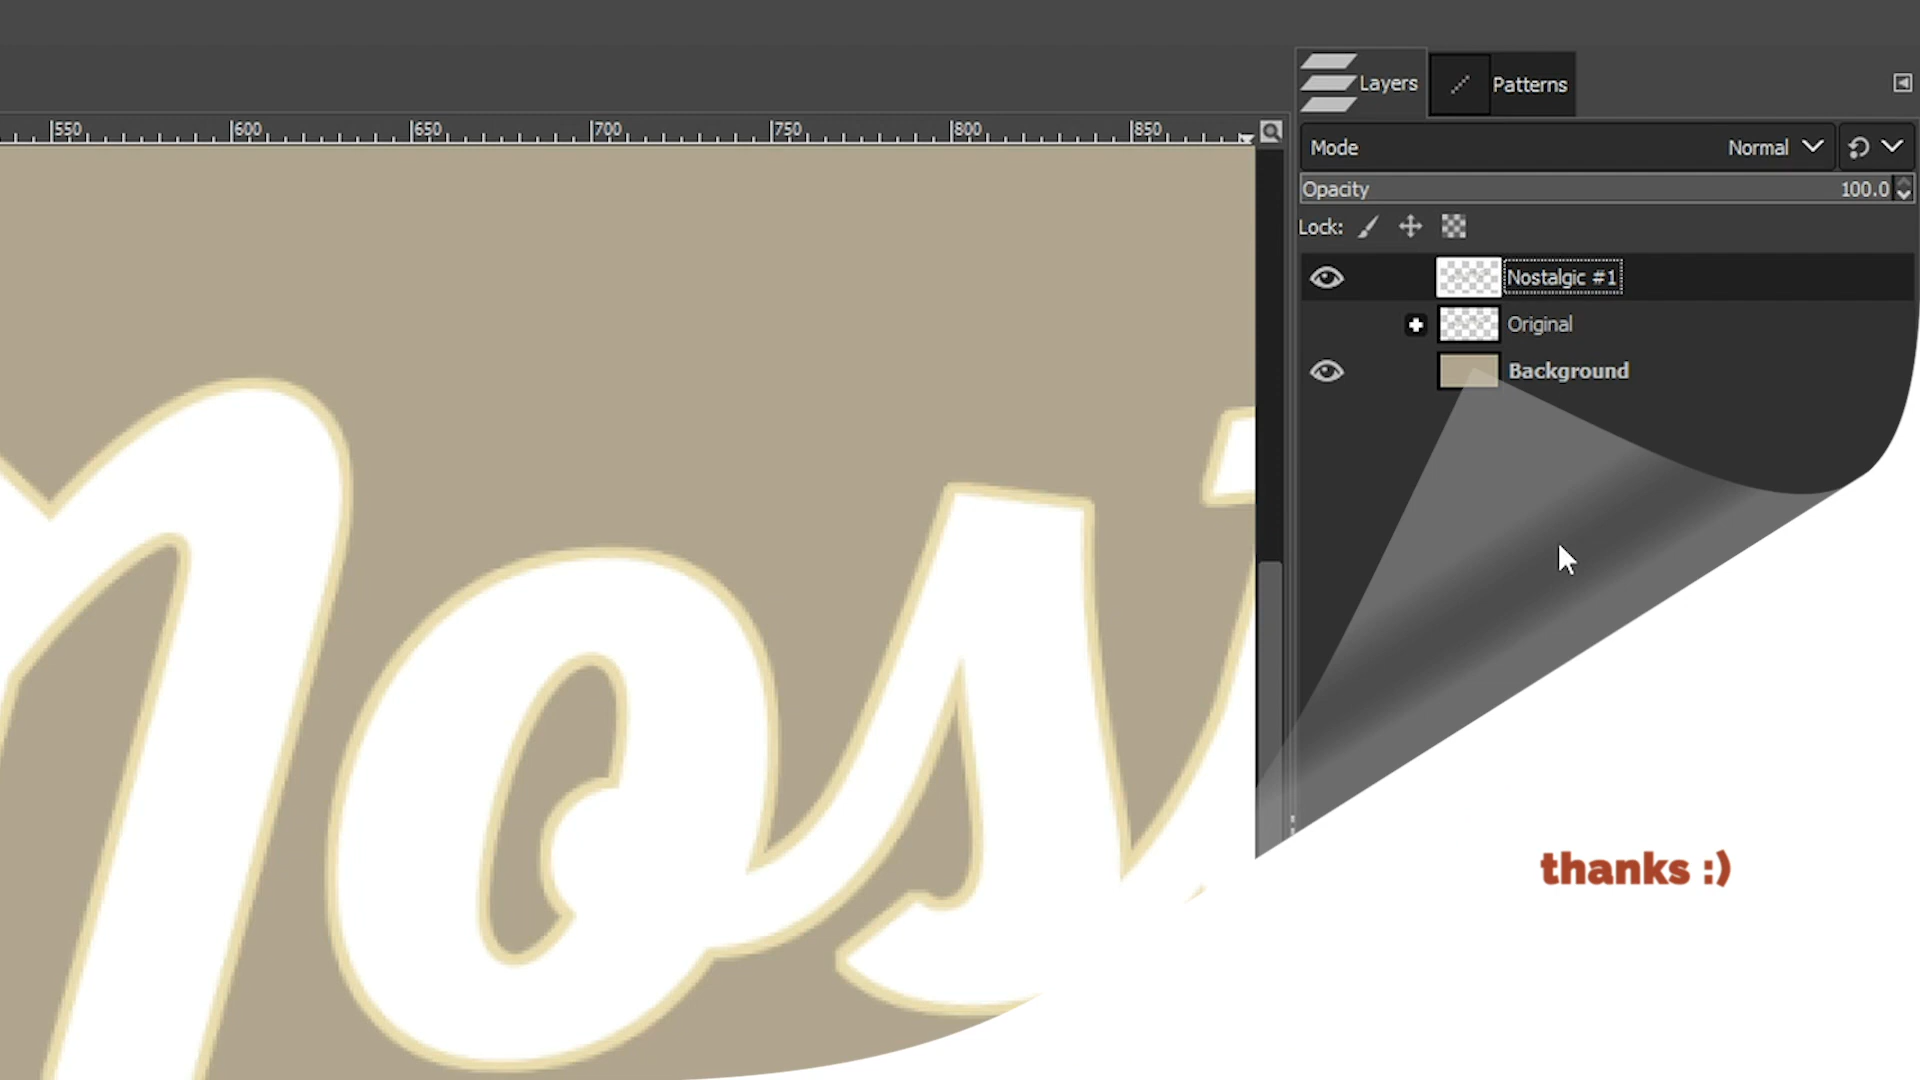 Layers Patterns
550 600 650 700 750 800 850
Mode Normal
Opacity 100.0
Lock:
Nostalgic #1
Original
Background
Nost
thanks :)